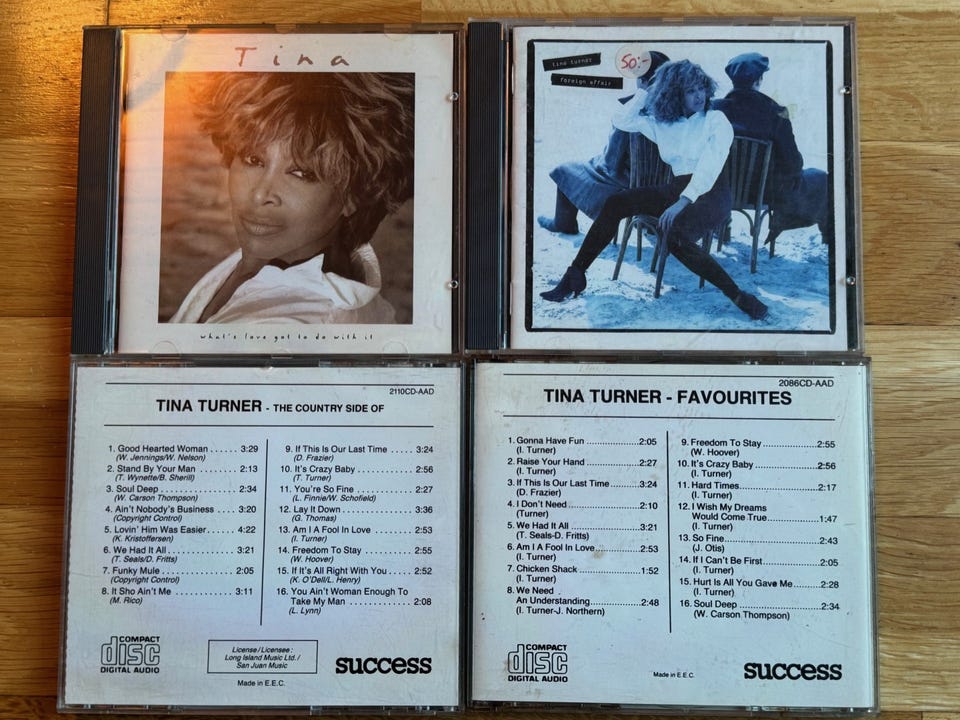 Tina
what's love got to do with it
tina turner
50:-
foreign affair
2110CD-AAD
TINA TURNER - THE COUNTRY SIDE OF
1. Good Hearted Woman ...... 3:29
(W. Jennings/W. Nelson)
2. Stand By Your Man ......... 2:13
(T. Wynette/B. Sherill)
3. Soul Deep ................ 2:34
(W. Carson Thompson)
4. Ain't Nobody's Business .... 3:20
(Copyright Control)
5. Lovin' Him Was Easier ...... 4:22
(K. Kristoffersen)
6. We Had It All .............. 3:21
(T. Seals/D. Fritts)
7. Funky Mule ............... 2:05
(Copyright Control)
8. It Sho Ain't Me ............ 3:11
(M. Rico)
9. If This Is Our Last Time .... 3:24
(D. Frazier)
10. It's Crazy Baby ........... 2:56
(T. Turner)
11. You're So Fine ............ 2:27
(L. Finnie/W. Schofield)
12. Lay It Down .............. 3:36
(G. Thomas)
13. Am I A Fool In Love ....... 2:53
(I. Turner)
14. Freedom To Stay .......... 2:55
(W. Hoover)
15. If It's All Right With You .... 2:52
(K. O'Dell/L. Henry)
16. You Ain't Woman Enough To
Take My Man ............. 2:08
(L. Lynn)
COMPACT
disc
DIGITAL AUDIO
License/Licensee:
Long Island Music Ltd./
San Juan Music
Made in E.E.C.
success
2086CD-AAD
TINA TURNER - FAVOURITES
1. Gonna Have Fun ................2:05
(I. Turner)
2. Raise Your Hand ................2:27
(I. Turner)
3. If This Is Our Last Time ..........3:24
(D. Frazier)
4. I Don't Need ......................2:10
(Turner)
5. We Had It All .....................3:21
(T. Seals-D. Fritts)
6. Am I A Fool In Love .............2:53
(I. Turner)
7. Chicken Shack ...................1:52
(I. Turner)
8. We Need
An Understanding................2:48
(I. Turner-J. Northern)
9. Freedom To Stay ................2:55
(W. Hoover)
10. It's Crazy Baby ..................2:56
(I. Turner)
11. Hard Times.......................2:17
(I. Turner)
12. I Wish My Dreams
Would Come True................1:47
(I. Turner)
13. So Fine ..........................2:43
(J. Otis)
14. If I Can't Be First ...............2:05
(I. Turner)
15. Hurt Is All You Gave Me.......2:28
(I. Turner)
16. Soul Deep .......................2:34
(W. Carson Thompson)
COMPACT
disc
DIGITAL AUDIO
Made in E.E.C.
success